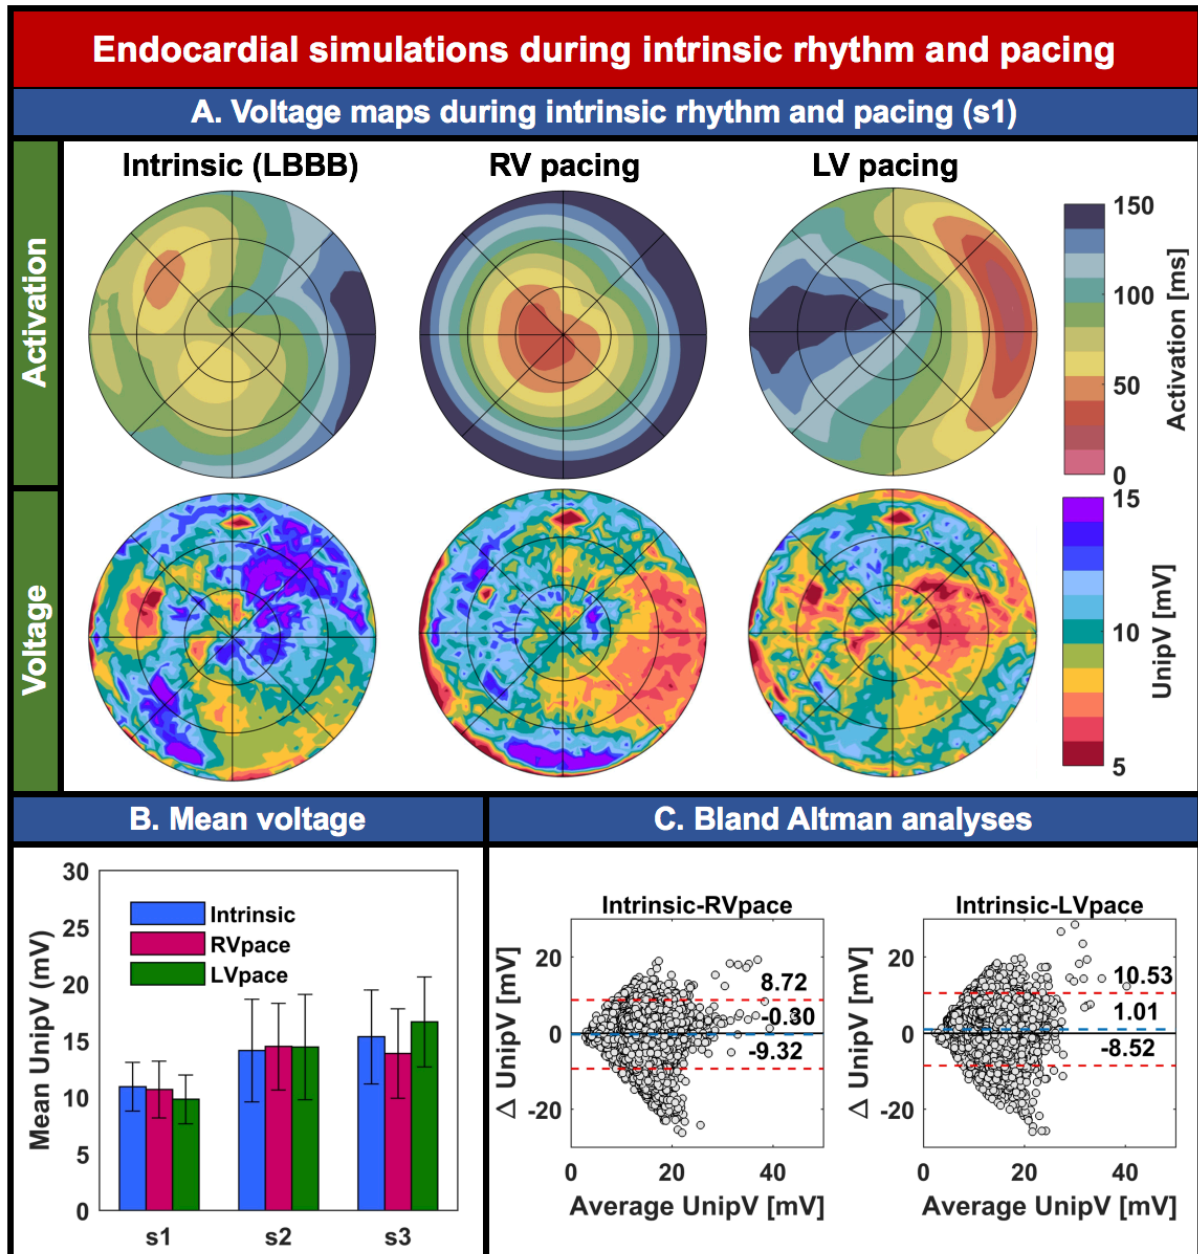 Endocardial simulations during intrinsic rhythm and pacing
A. Voltage maps during intrinsic rhythm and pacing (s1)
Activation
Intrinsic (LBBB)
RV pacing
LV pacing
150
100
50
0
Activation [ms]
Voltage
15
10
5
UnipV [mV]
B. Mean voltage
30
25
20
15
10
5
0
Mean UnipV (mV)
Intrinsic
RVpace
LVpace
s1
s2
s3
C. Bland Altman analyses
Intrinsic-RVpace
20
0
-20
Δ UnipV [mV]
8.72
-0.30
-9.32
0
20
40
Average UnipV [mV]
Intrinsic-LVpace
20
0
-20
Δ UnipV [mV]
10.53
1.01
-8.52
0
20
40
Average UnipV [mV]